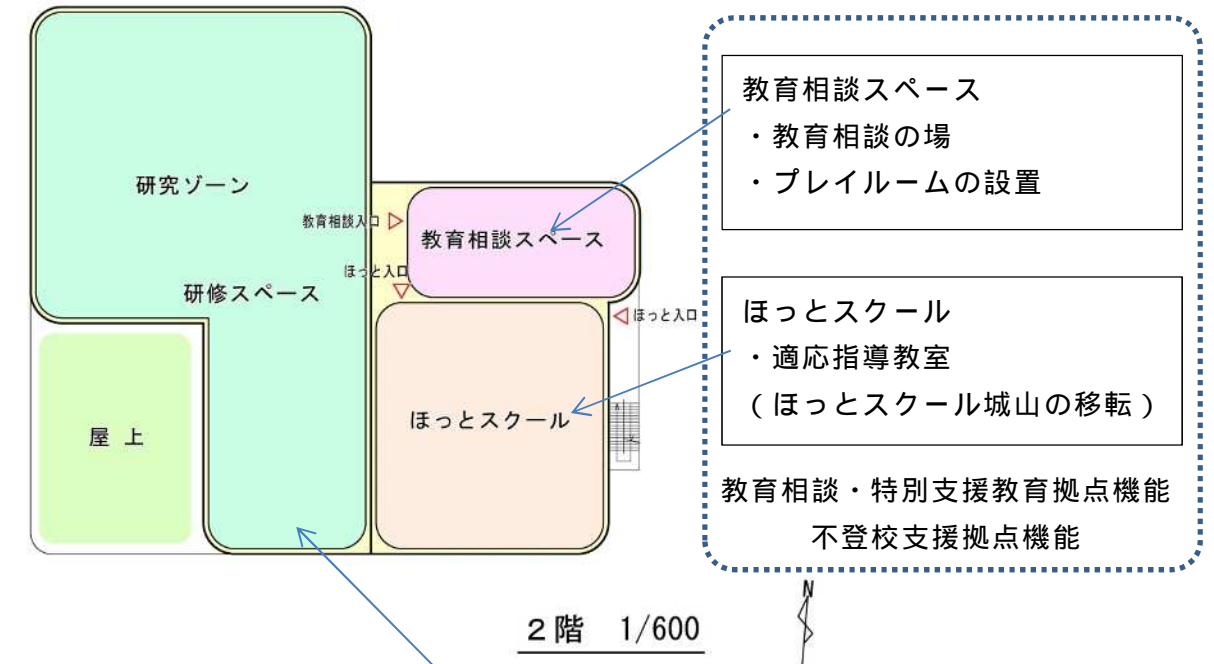 研究ゾーン
研修スペース
教育相談入口
ほっと入口
教育相談スペース
ほっと入口
ほっとスクール
屋 上
教育相談スペース
・教育相談の場
・プレイルームの設置
ほっとスクール
・適応指導教室
(ほっとスクール城山の移転)
教育相談・特別支援教育拠点機能
不登校支援拠点機能
2階 1/600
N